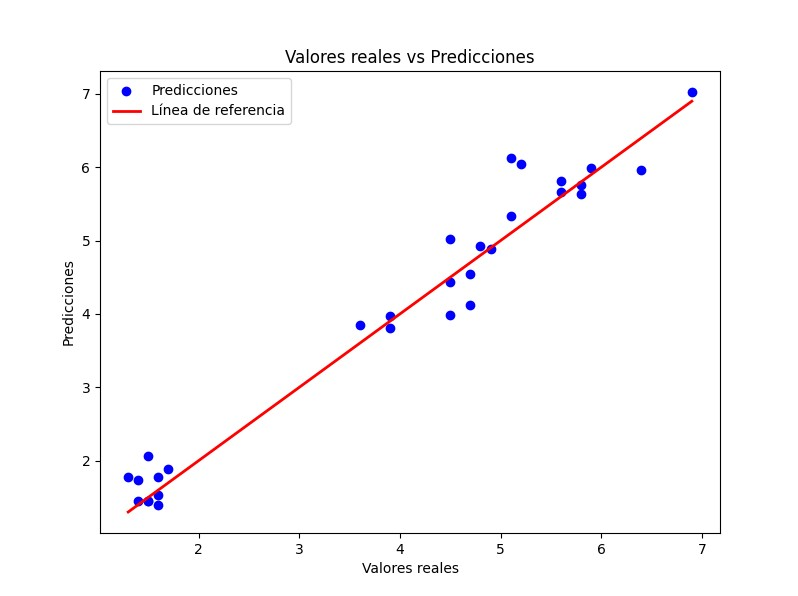 Valores reales vs Predicciones
Predicciones
Línea de referencia
7
6
5
4
3
2
Predicciones
2 3 4 5 6 7
Valores reales